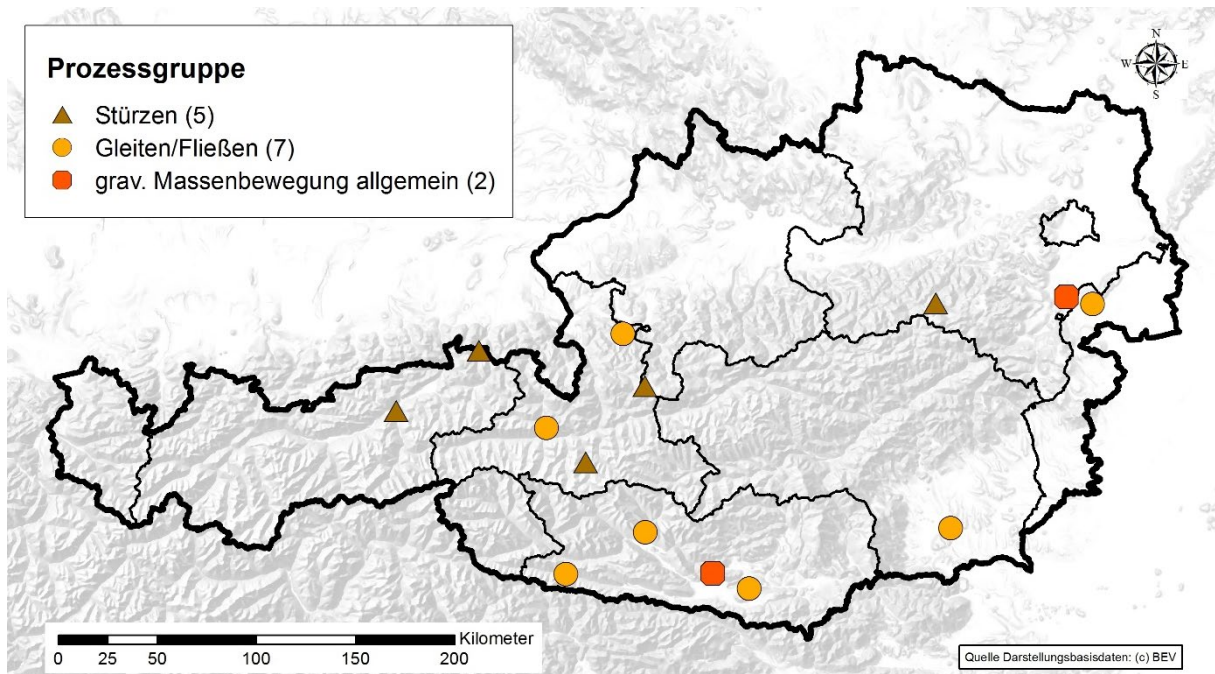 Prozessgruppe
Stürzen (5)
Gleiten/Fließen (7)
grav. Massenbewegung allgemein (2)
N
W E
S
Kilometer
0 25 50 100 150 200
Quelle Darstellungsbasisdaten: (c) BEV